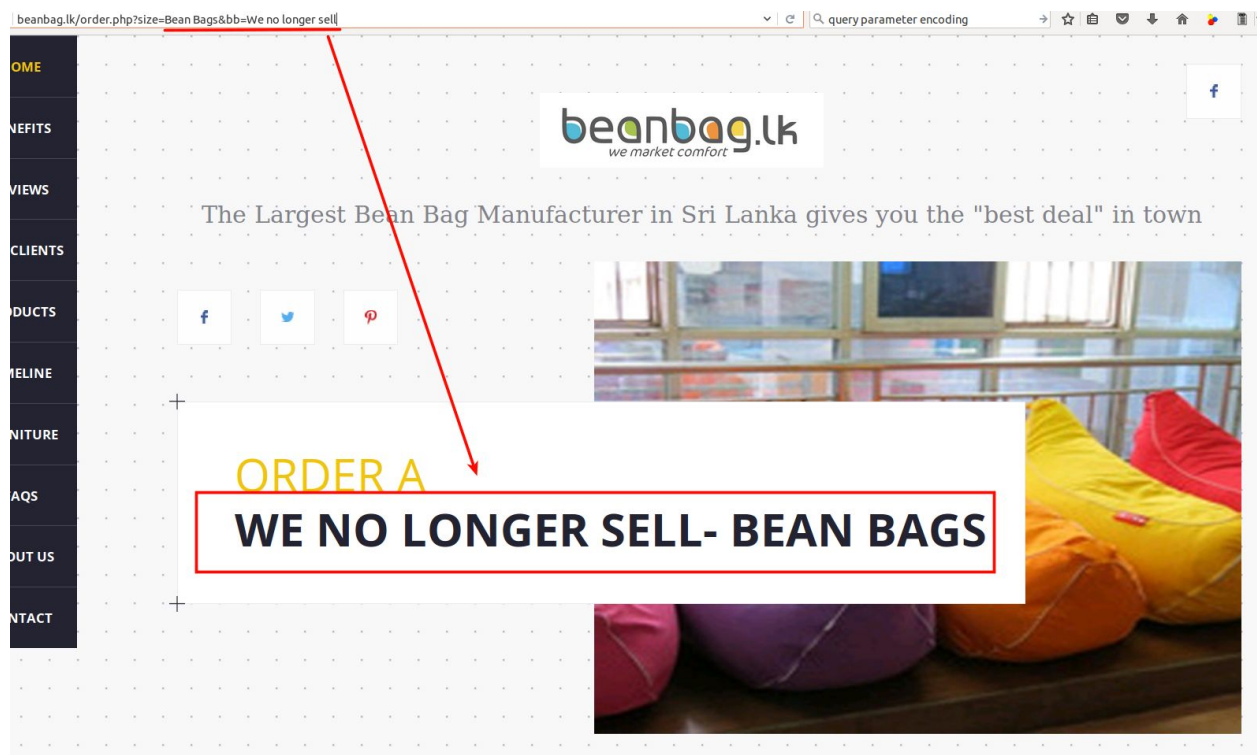 beanbag.lk/order.php?size=Bean Bags&bb=We no longer sell
query parameter encoding
OME
NEFITS
VIEWS
CLIENTS
ODUCTS
MELINE
NITURE
AQS
OUT US
NTACT
f
beanbag.lk
we market comfort
The Largest Bean Bag Manufacturer in Sri Lanka gives you the "best deal" in town
f
ORDER A
WE NO LONGER SELL- BEAN BAGS